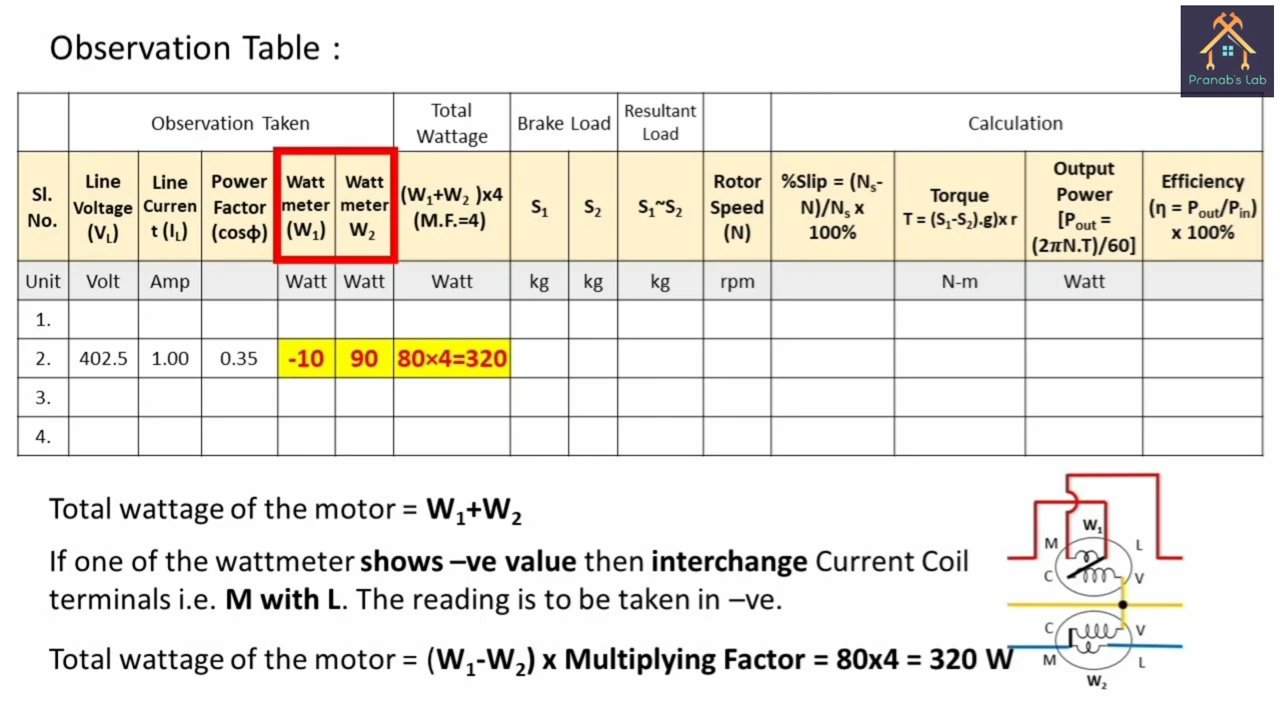 Observation Table :
Pranab's Lab
Observation Taken
Total
Wattage
Brake Load
Resultant
Load
Calculation
Sl.
No.
Line
Voltage
(VL)
Line
Curren
t (IL)
Power
Factor
(cosϕ)
Watt
meter
(W1)
Watt
meter
W2
(W1+W2 )x4
(M.F.=4)
S1
S2
S1~S2
Rotor
Speed
(N)
%Slip = (Ns-
N)/Ns x
100%
Torque
T = (S1-S2).g)x r
Output
Power
[Pout =
(2πN.T)/60]
Efficiency
(η = Pout/Pin)
x 100%
Unit Volt Amp Watt Watt Watt kg kg kg rpm N-m Watt
1.
2. 402.5 1.00 0.35 -10 90 80×4=320
3.
4.
Total wattage of the motor = W1+W2
If one of the wattmeter shows –ve value then interchange Current Coil
terminals i.e. M with L. The reading is to be taken in –ve.
Total wattage of the motor = (W1-W2) x Multiplying Factor = 80x4 = 320 W
W1
M L
C V
C V
M L
W2